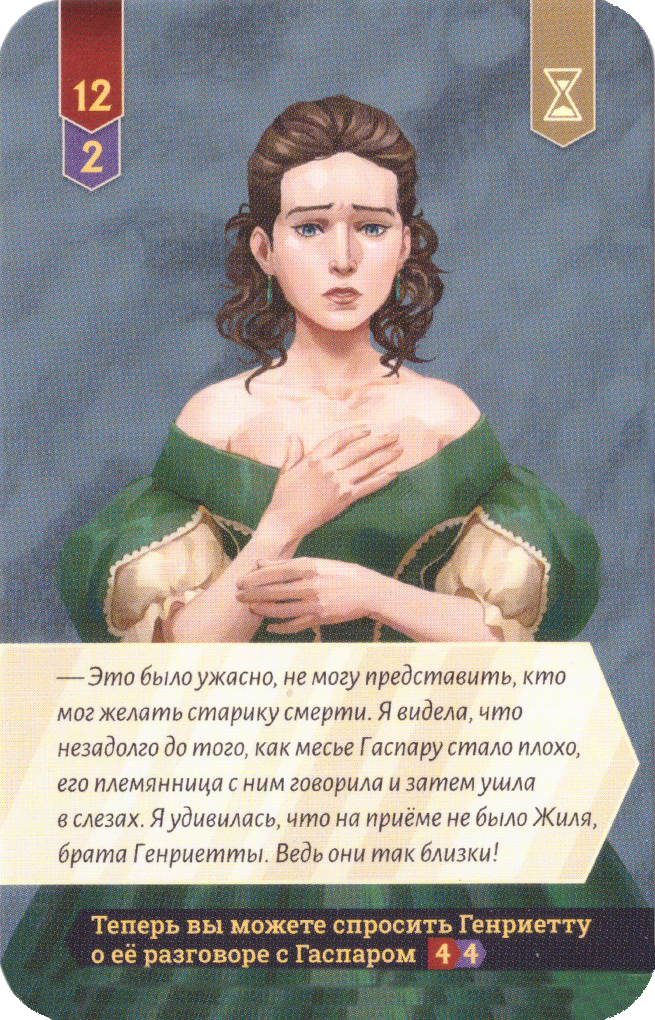 12
2
— Это было ужасно, не могу представить, кто
мог желать старику смерти. Я видела, что
незадолго до того, как месье Гаспару стало плохо,
его племянница с ним говорила и затем ушла
в слезах. Я удивилась, что на приёме не было Жиля,
брата Генриетты. Ведь они так близки!
Теперь вы можете спросить Генриетту
о её разговоре с Гаспаром 4 4